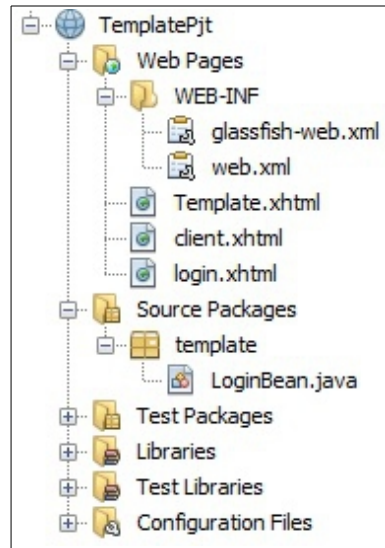 TemplatePjt
Web Pages
WEB-INF
glassfish-web.xml
web.xml
Template.xhtml
client.xhtml
login.xhtml
Source Packages
template
LoginBean.java
Test Packages
Libraries
Test Libraries
Configuration Files